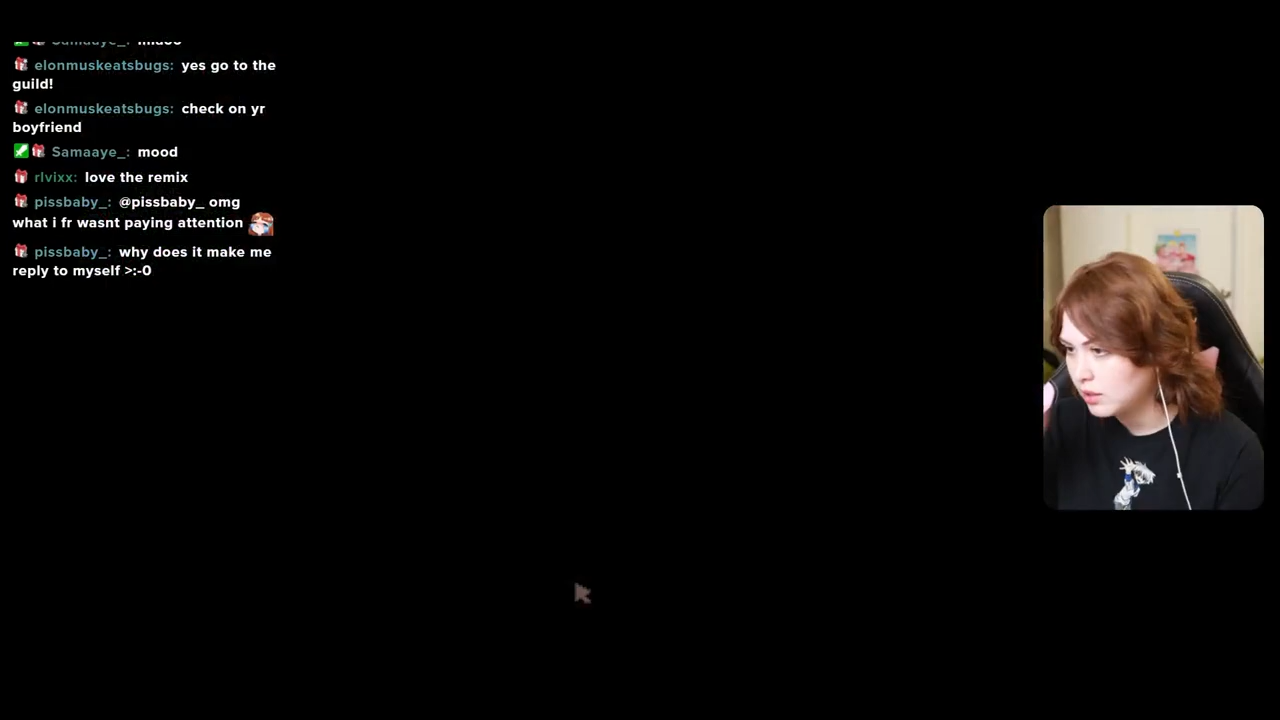 Samaaye_:
elonmuskeatsbugs: yes go to the
guild!
elonmuskeatsbugs: check on yr
boyfriend
Samaaye_: mood
rlvixx: love the remix
pissbaby_: @pissbaby_ omg
what i fr wasnt paying attention
pissbaby_: why does it make me
reply to myself >:-0